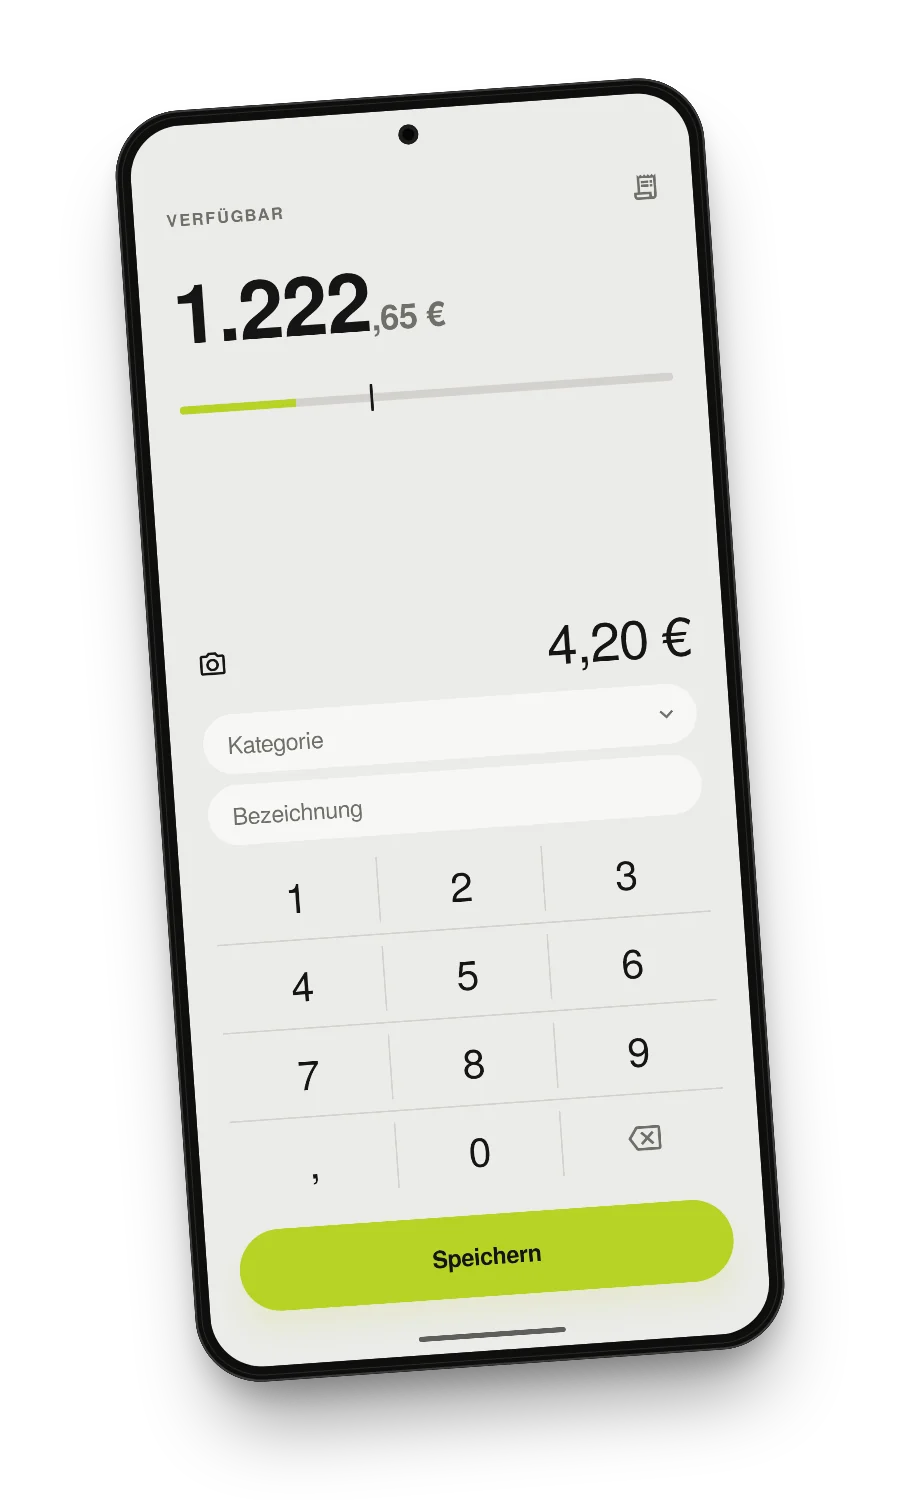 VERFÜGBAR
1.222,65 €
4,20 €
Kategorie
Bezeichnung
1 2 3
4 5 6
7 8 9
, 0
Speichern